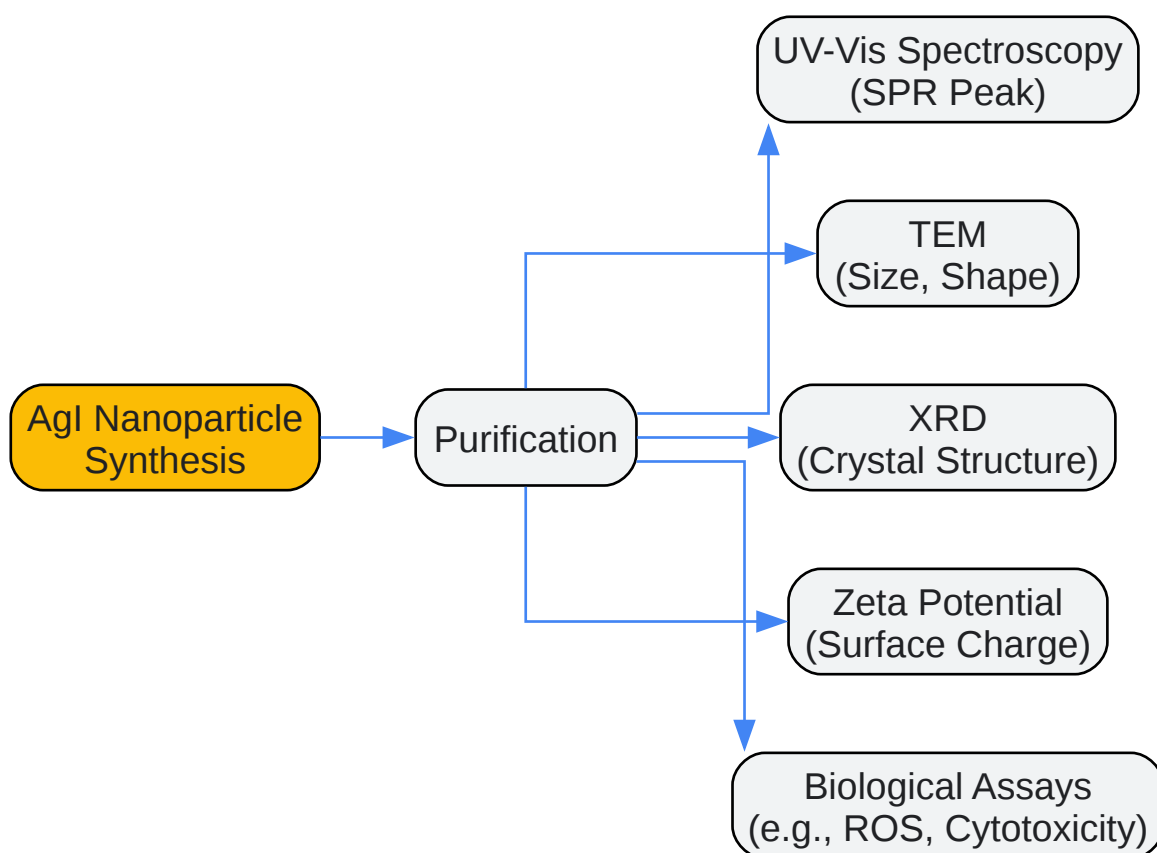 UV-Vis Spectroscopy
(SPR Peak)
TEM
(Size, Shape)
AgI Nanoparticle
Synthesis
Purification
XRD
(Crystal Structure)
Zeta Potential
(Surface Charge)
Biological Assays
(e.g., ROS, Cytotoxicity)